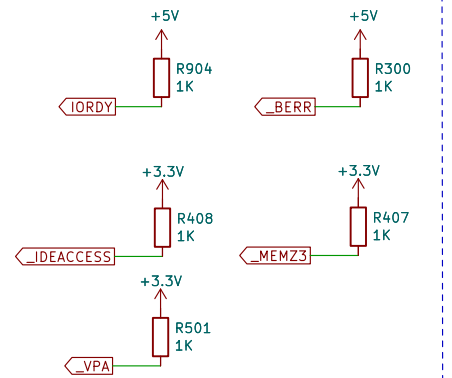 +5V
R904
1K
IORDY
+5V
R300
1K
_BERR
+3.3V
R408
1K
_IDEACCESS
+3.3V
R407
1K
_MEMZ3
+3.3V
R501
1K
_VPA